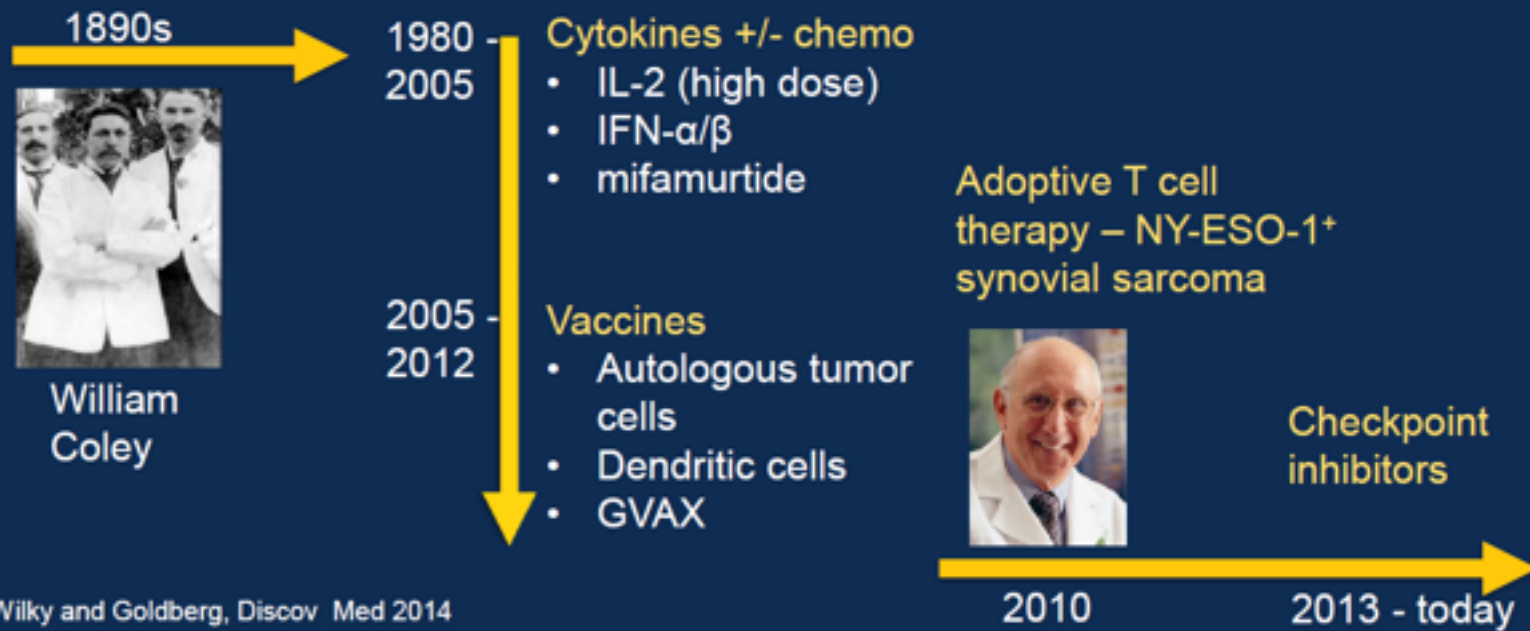 1890s
William
Coley
1980 -
2005
Cytokines +/- chemo
• IL-2 (high dose)
• IFN-α/β
• mifamurtide
2005 -
2012
Vaccines
• Autologous tumor
cells
• Dendritic cells
• GVAX
Adoptive T cell
therapy – NY-ESO-1⁺
synovial sarcoma
Checkpoint
inhibitors
2010
2013 - today
Wilky and Goldberg, Discov Med 2014